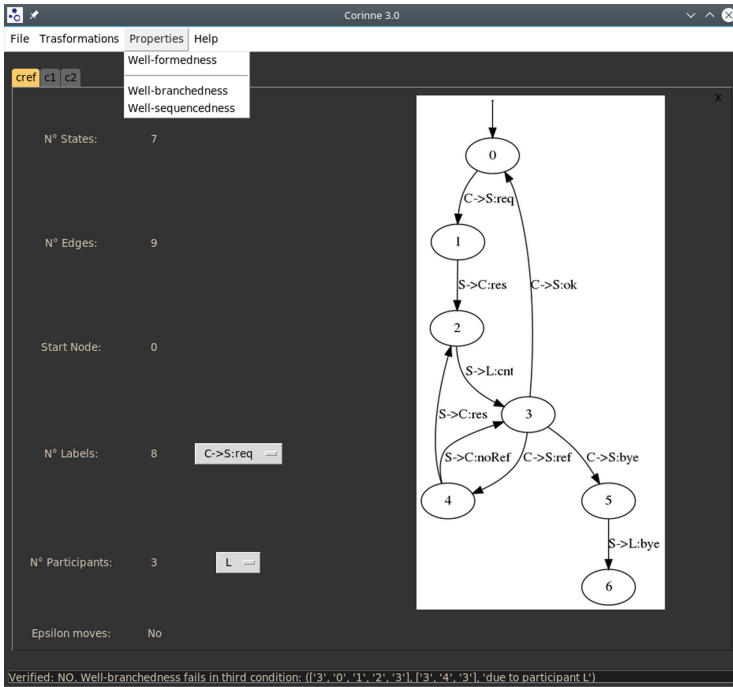 Corinne 3.0
File Trasformations Properties Help
Well-formedness
Well-branchedness
Well-sequencedness
cref c1 c2
X
N° States: 7
N° Edges: 9
Start Node: 0
N° Labels: 8 C->S:req
N° Participants: 3 L
Epsilon moves: No
0
C->S:req
1
S->C:res C->S:ok
2
S->L:cnt
S->C:res 3
S->C:noRef C->S:ref C->S:bye
4 5
S->L:bye
6
Verified: NO. Well-branchedness fails in third condition: (['3', '0', '1', '2', '3'], ['3', '4', '3'], 'due to participant L')